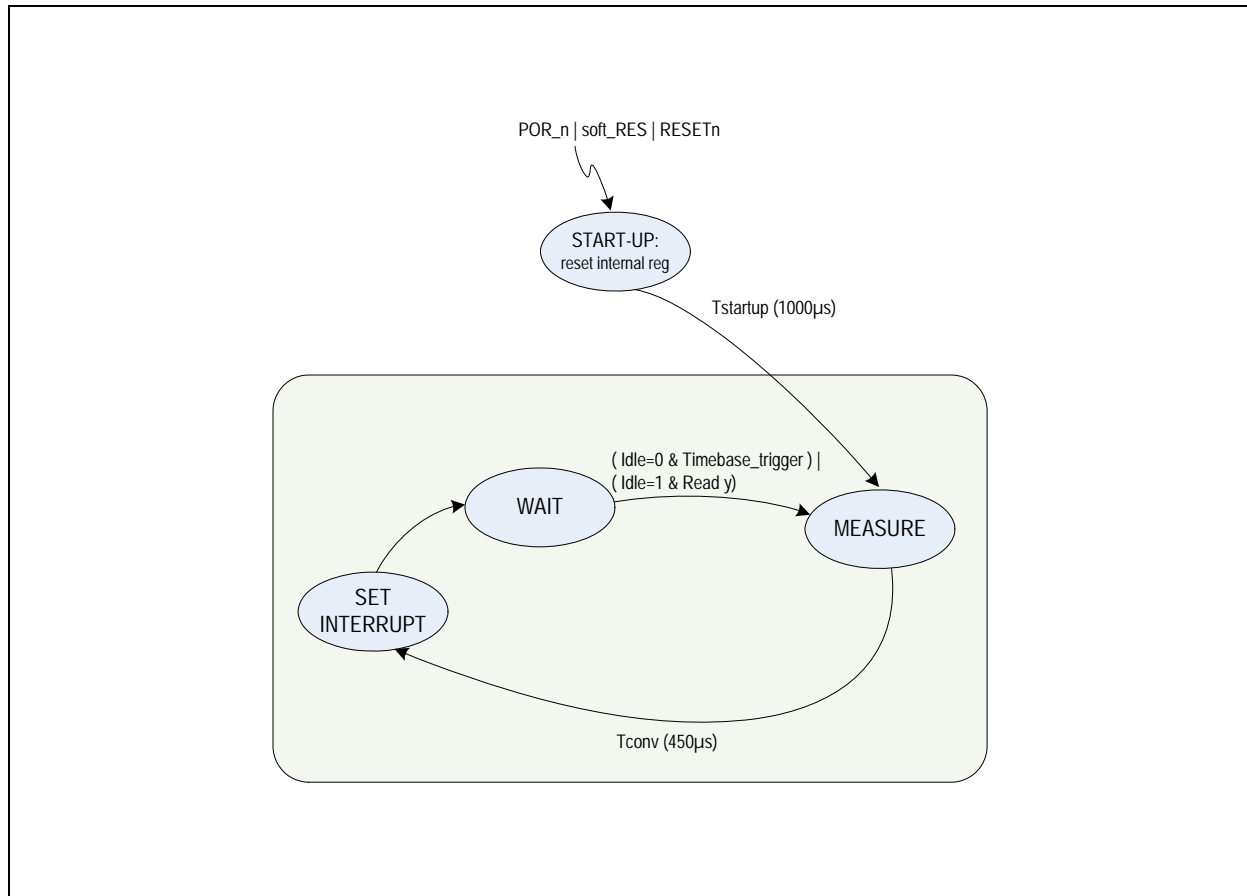 POR_n | soft_RES | RESETn
START-UP:
reset internal reg
Tstartup (1000µs)
( Idle=0 & Timebase_trigger ) |
( Idle=1 & Read y)
WAIT
MEASURE
SET
INTERRUPT
Tconv (450µs)